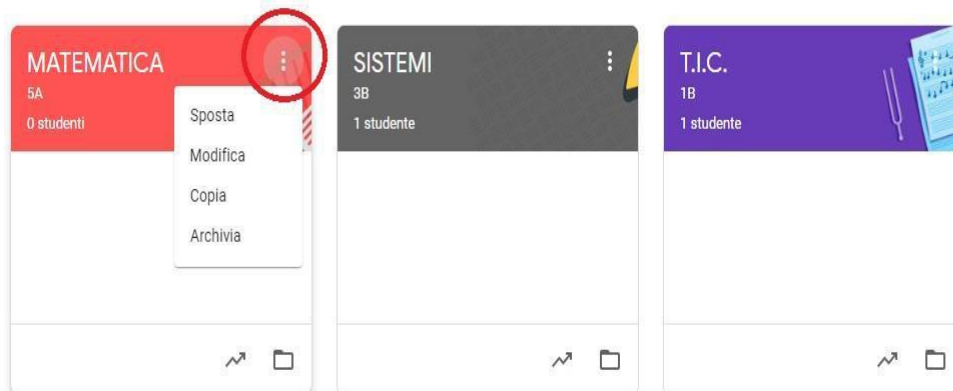 MATEMATICA
5A
0 studenti
Sposta
Modifica
Copia
Archivia
SISTEMI
3B
1 studente
T.I.C.
1B
1 studente